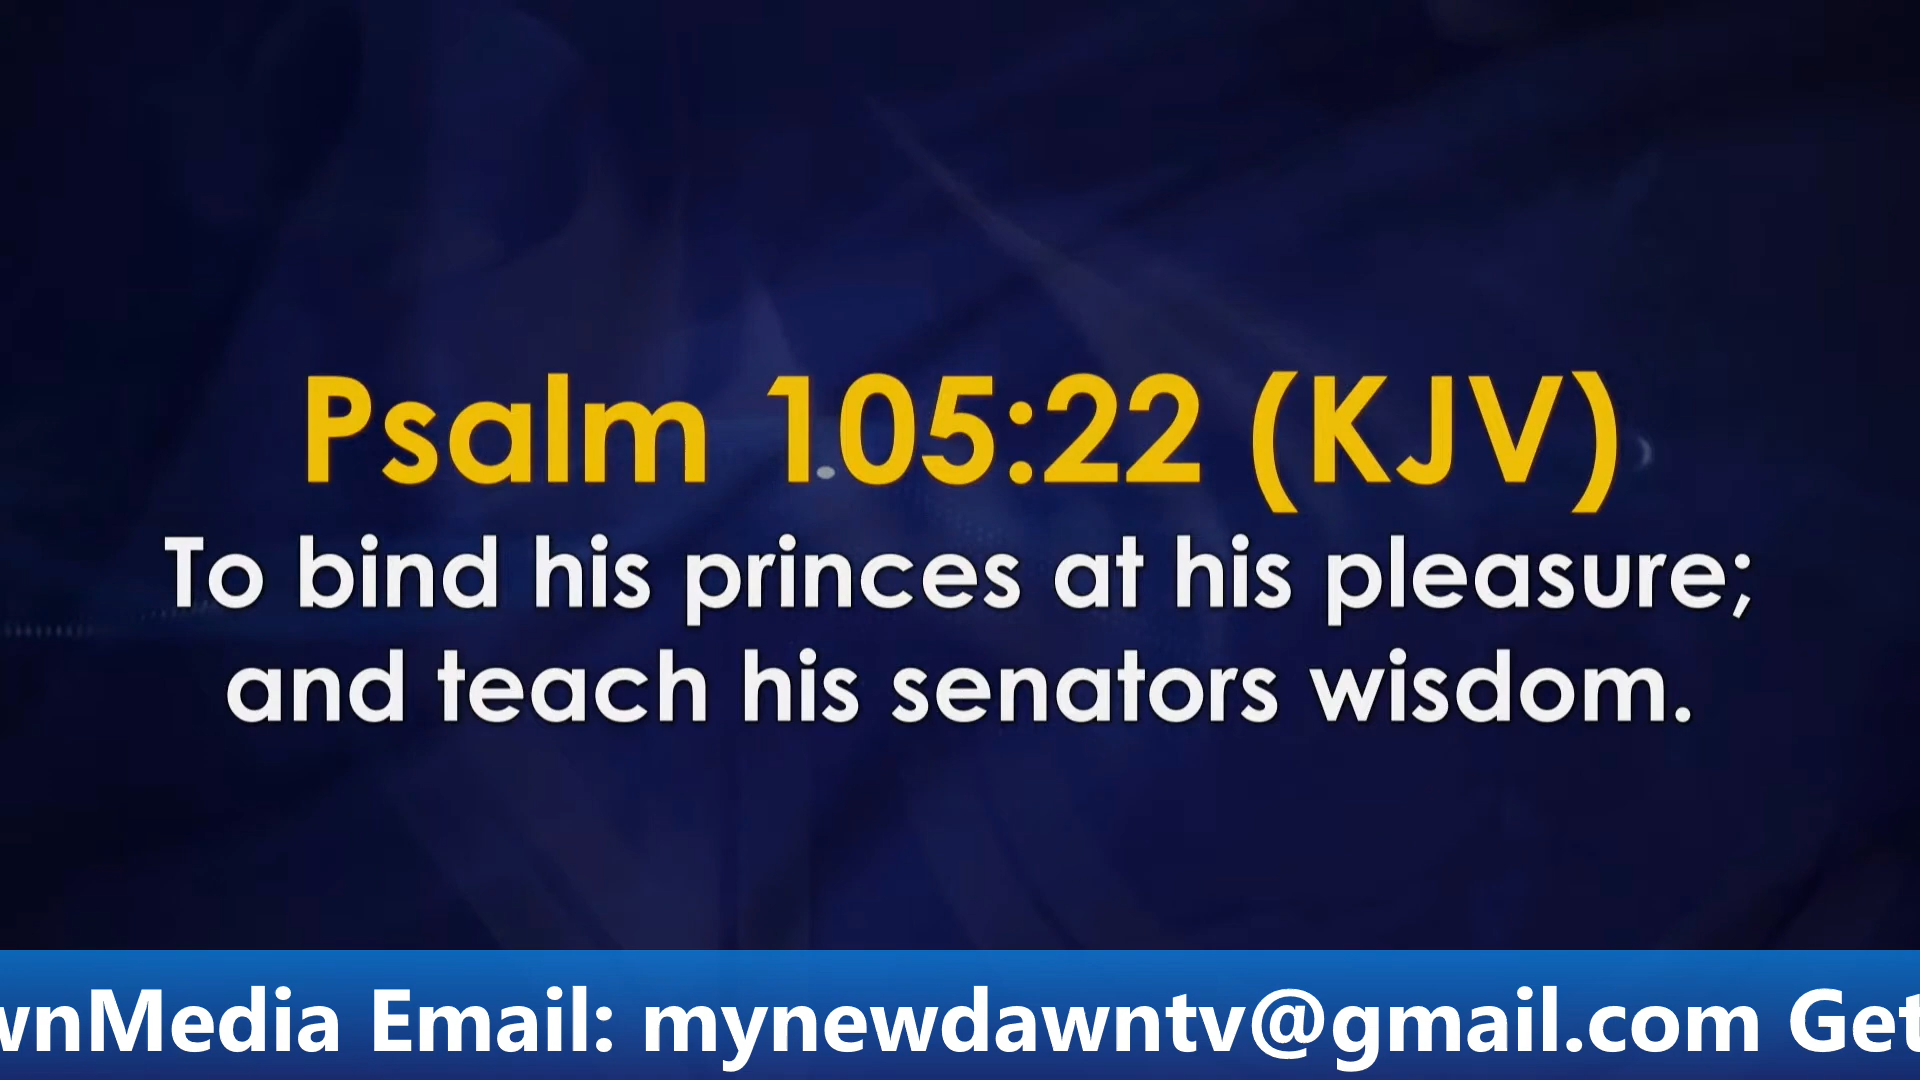 Psalm 105:22 (KJV)
To bind his princes at his pleasure;
and teach his senators wisdom.
wnMedia Email: mynewdawntv@gmail.com Get